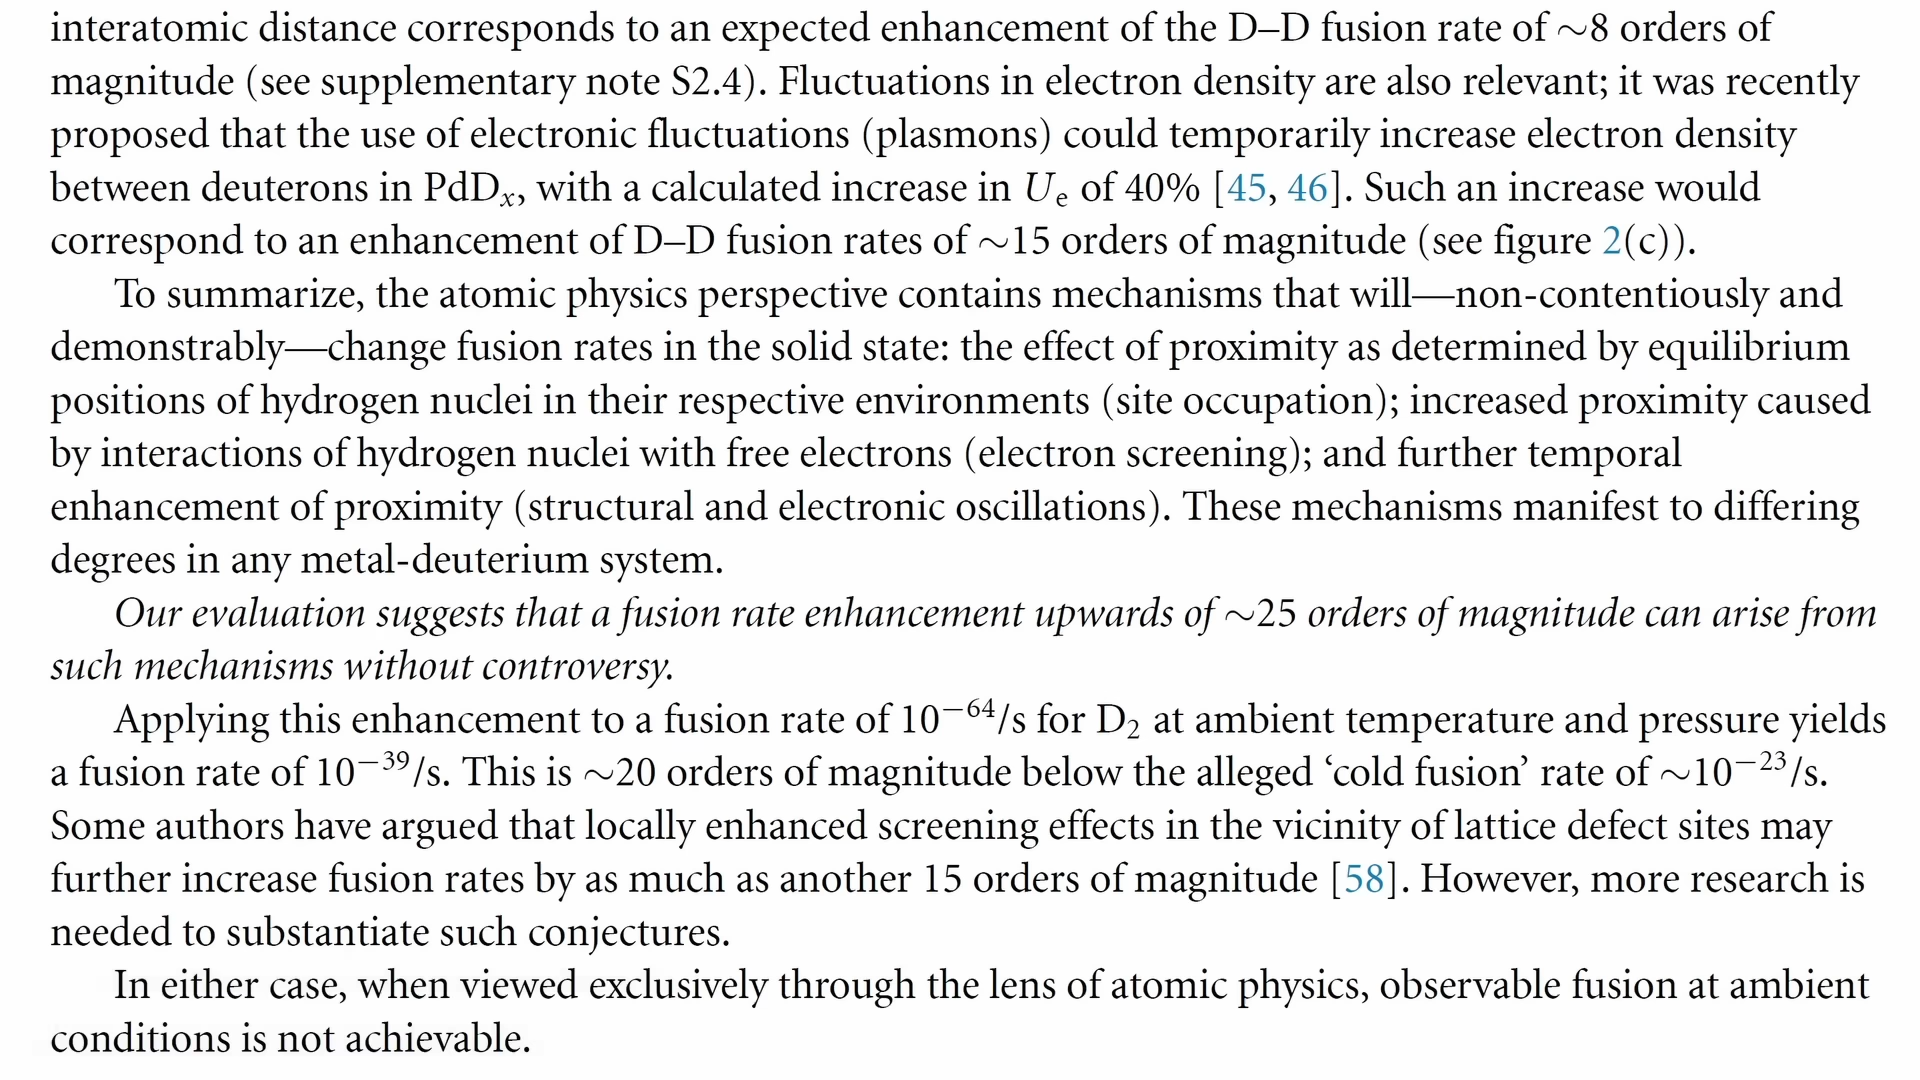 interatomic distance corresponds to an expected enhancement of the D–D fusion rate of ∼8 orders of
magnitude (see supplementary note S2.4). Fluctuations in electron density are also relevant; it was recently
proposed that the use of electronic fluctuations (plasmons) could temporarily increase electron density
between deuterons in PdDₓ, with a calculated increase in Uₑ of 40% [45, 46]. Such an increase would
correspond to an enhancement of D–D fusion rates of ∼15 orders of magnitude (see figure 2(c)).
To summarize, the atomic physics perspective contains mechanisms that will—non-contentiously and
demonstrably—change fusion rates in the solid state: the effect of proximity as determined by equilibrium
positions of hydrogen nuclei in their respective environments (site occupation); increased proximity caused
by interactions of hydrogen nuclei with free electrons (electron screening); and further temporal
enhancement of proximity (structural and electronic oscillations). These mechanisms manifest to differing
degrees in any metal-deuterium system.
Our evaluation suggests that a fusion rate enhancement upwards of ∼25 orders of magnitude can arise from
such mechanisms without controversy.
Applying this enhancement to a fusion rate of 10⁻⁶⁴/s for D₂ at ambient temperature and pressure yields
a fusion rate of 10⁻³⁹/s. This is ∼20 orders of magnitude below the alleged ‘cold fusion’ rate of ∼10⁻²³/s.
Some authors have argued that locally enhanced screening effects in the vicinity of lattice defect sites may
further increase fusion rates by as much as another 15 orders of magnitude [58]. However, more research is
needed to substantiate such conjectures.
In either case, when viewed exclusively through the lens of atomic physics, observable fusion at ambient
conditions is not achievable.